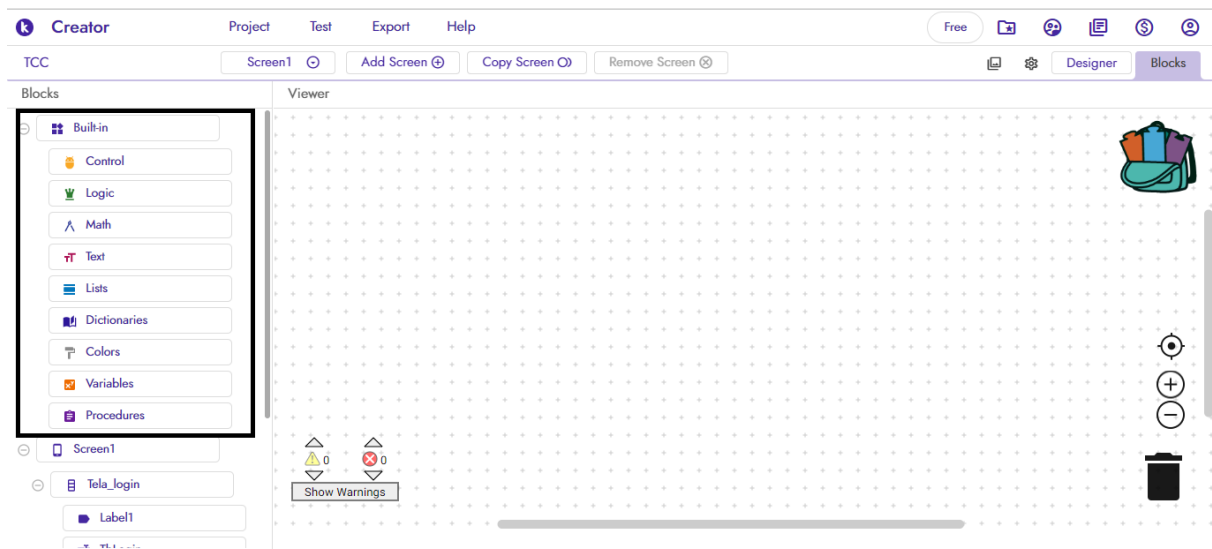 Creator Project Test Export Help Free
TCC Screen1 Add Screen Copy Screen Remove Screen Designer Blocks
Blocks Viewer
Built-in
Control
Logic
Math
Text
Lists
Dictionaries
Colors
Variables
Procedures
Screen1
0 0
Tela_login
Show Warnings
Label1